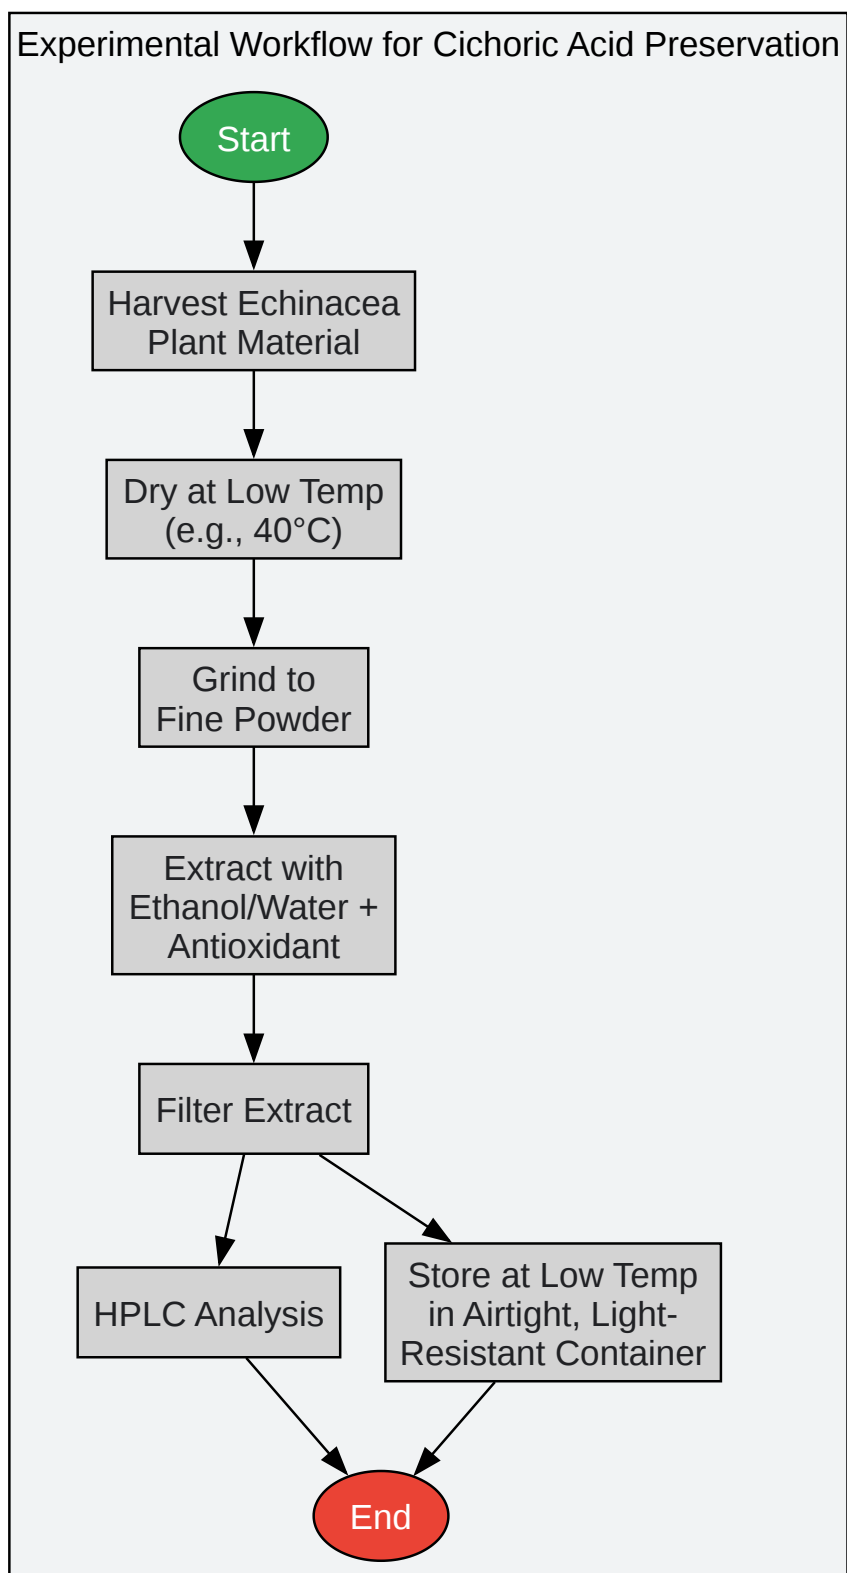 Experimental Workflow for Cichoric Acid Preservation
Start
Harvest Echinacea
Plant Material
Dry at Low Temp
(e.g., 40°C)
Grind to
Fine Powder
Extract with
Ethanol/Water +
Antioxidant
Filter Extract
HPLC Analysis
Store at Low Temp
in Airtight, Light-
Resistant Container
End